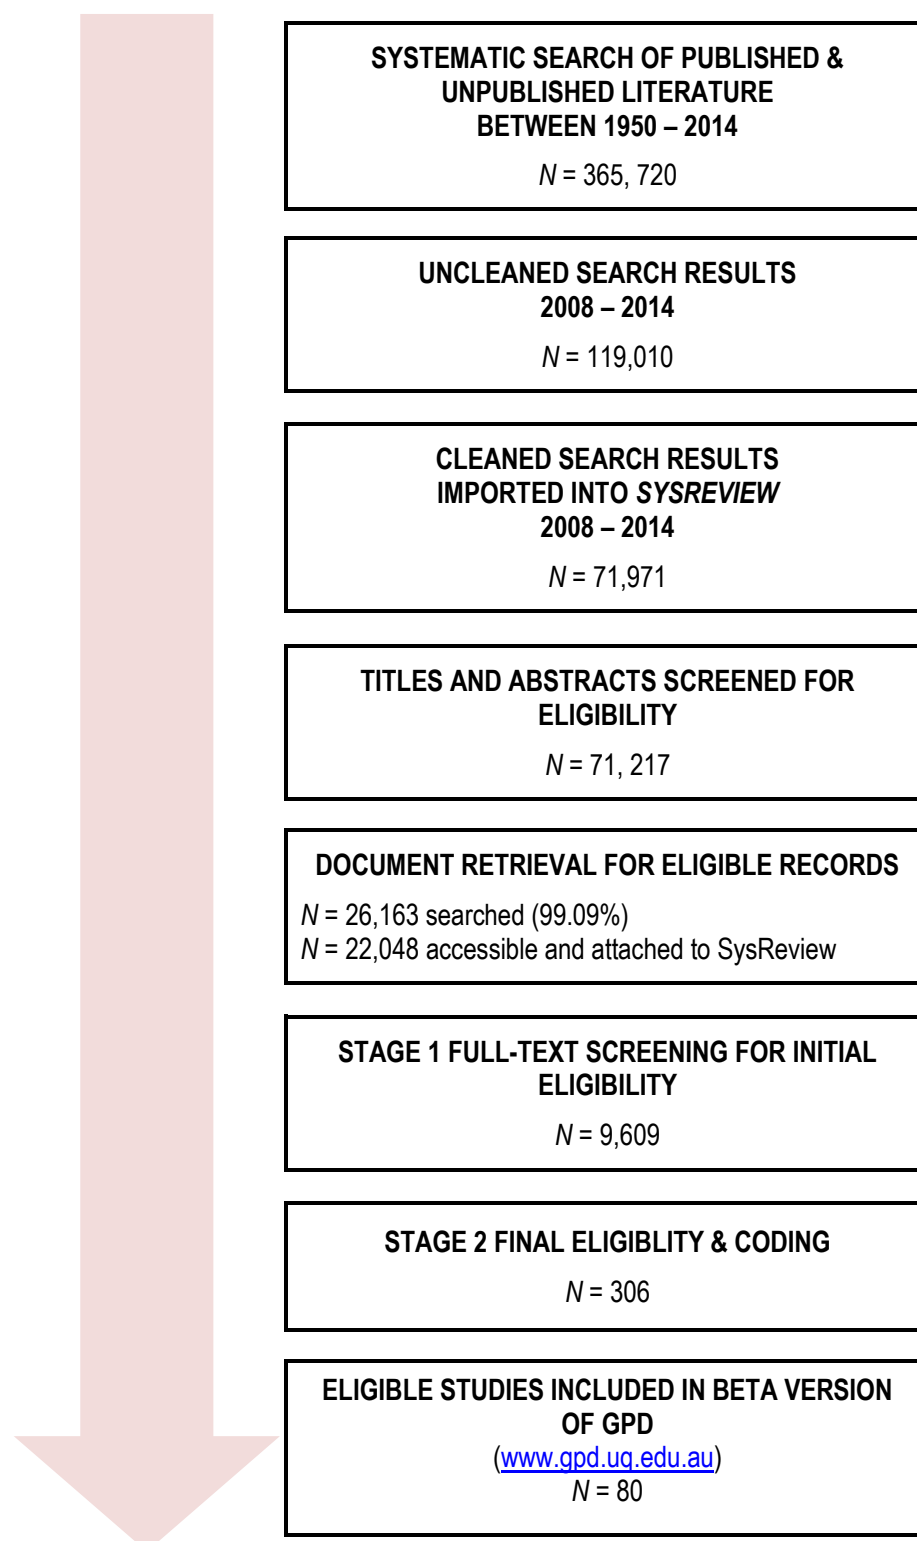 SYSTEMATIC SEARCH OF PUBLISHED &
UNPUBLISHED LITERATURE
BETWEEN 1950 – 2014
N = 365, 720
UNCLEANED SEARCH RESULTS
2008 – 2014
N = 119,010
CLEANED SEARCH RESULTS
IMPORTED INTO SYSREVIEW
2008 – 2014
N = 71,971
TITLES AND ABSTRACTS SCREENED FOR
ELIGIBILITY
N = 71, 217
DOCUMENT RETRIEVAL FOR ELIGIBLE RECORDS
N = 26,163 searched (99.09%)
N = 22,048 accessible and attached to SysReview
STAGE 1 FULL-TEXT SCREENING FOR INITIAL
ELIGIBILITY
N = 9,609
STAGE 2 FINAL ELIGIBLITY & CODING
N = 306
ELIGIBLE STUDIES INCLUDED IN BETA VERSION
OF GPD
(www.gpd.uq.edu.au)
N = 80